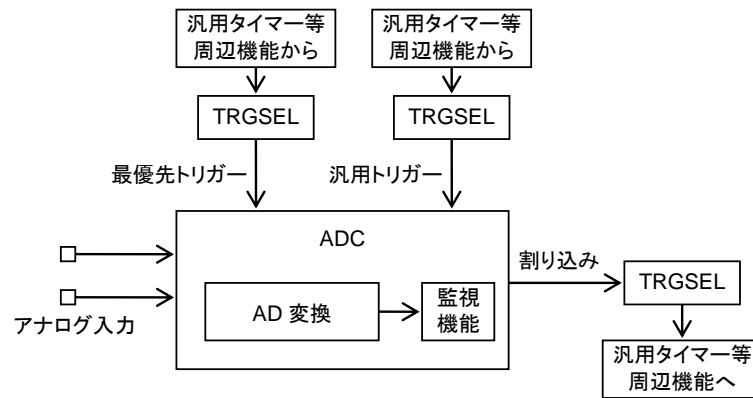 汎用タイマー等
周辺機能から
汎用タイマー等
周辺機能から
TRGSEL
TRGSEL
最優先トリガー
汎用トリガー
ADC
割り込み
TRGSEL
AD 変換
監視
機能
アナログ入力
汎用タイマー等
周辺機能へ